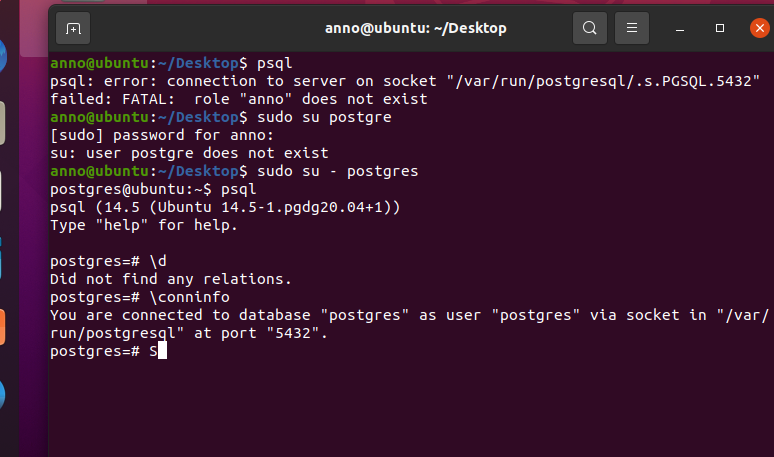 anno@ubuntu: ~/Desktop
anno@ubuntu:~/Desktop$ psql
psql: error: connection to server on socket "/var/run/postgresql/.s.PGSQL.5432"
failed: FATAL:  role "anno" does not exist
anno@ubuntu:~/Desktop$ sudo su postgre
[sudo] password for anno:
su: user postgre does not exist
anno@ubuntu:~/Desktop$ sudo su - postgres
postgres@ubuntu:~$ psql
psql (14.5 (Ubuntu 14.5-1.pgdg20.04+1))
Type "help" for help.
postgres=# \d
Did not find any relations.
postgres=# \conninfo
You are connected to database "postgres" as user "postgres" via socket in "/var/
run/postgresql" at port "5432".
postgres=# S